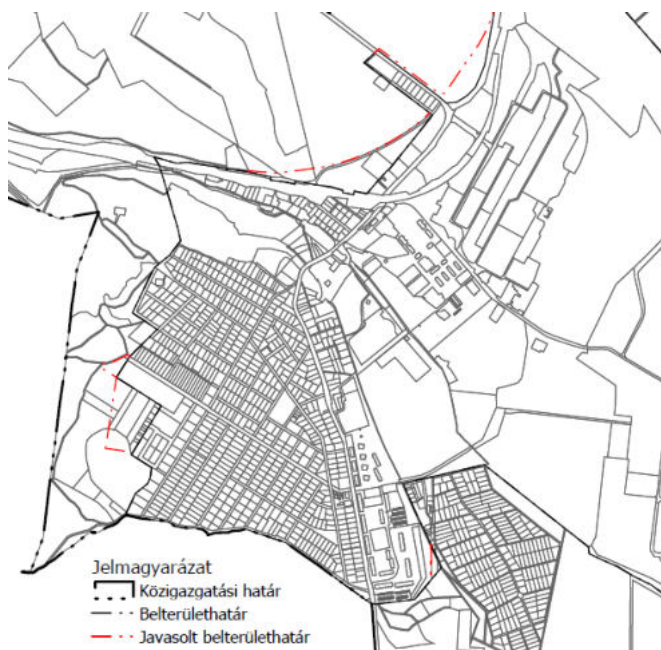 Jelmagyarázat
Közigazgatási határ
Belterülethatár
Javasolt belterülethatár